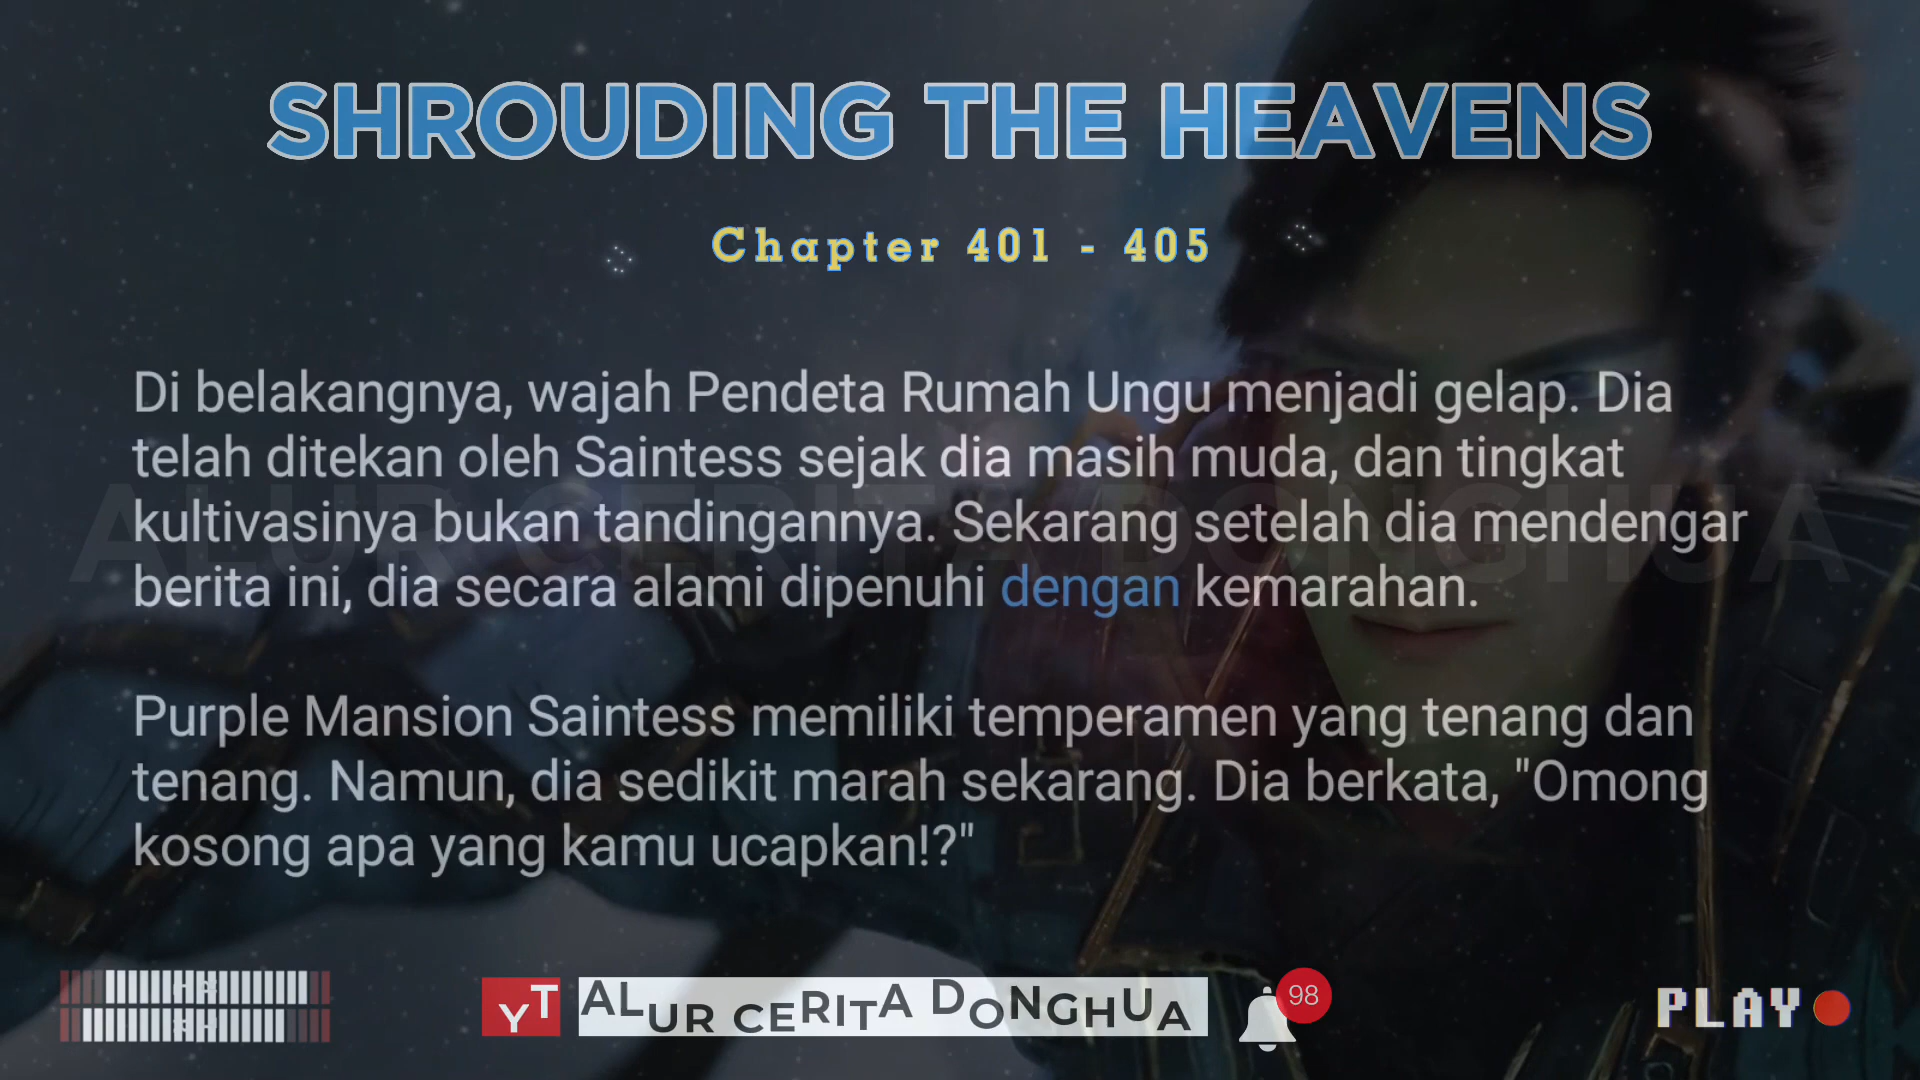 SHROUDING THE HEAVENS
Chapter 401 - 405
Di belakangnya, wajah Pendeta Rumah Ungu menjadi gelap. Dia
telah ditekan oleh Saintess sejak dia masih muda, dan tingkat
ALUR CERITA DONGHUA
kultivasinya bukan tandingannya. Sekarang setelah dia mendengar
berita ini, dia secara alami dipenuhi dengan kemarahan.
Purple Mansion Saintess memiliki temperamen yang tenang dan
tenang. Namun, dia sedikit marah sekarang. Dia berkata, "Omong
kosong apa yang kamu ucapkan!?"
YT ALUR CERITA DONGHUA 98
PLAY